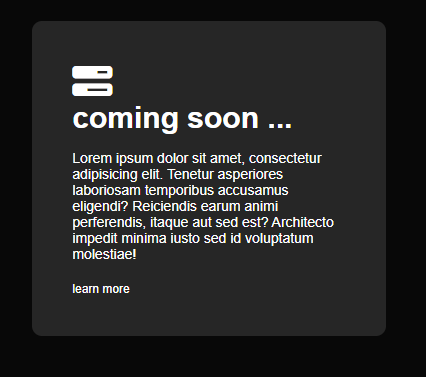 coming soon ...
Lorem ipsum dolor sit amet, consectetur
adipisicing elit. Tenetur asperiores
laboriosam temporibus accusamus
eligendi? Reiciendis earum animi
perferendis, itaque aut sed est? Architecto
impedit minima iusto sed id voluptatum
molestiae!
learn more